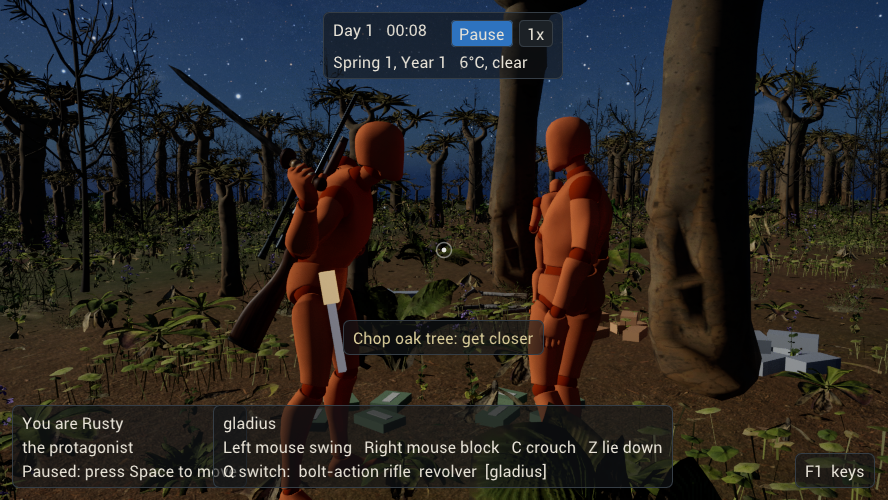 Day 1 00:08 Pause 1x
Spring 1, Year 1 6°C, clear
Chop oak tree: get closer
You are Rusty
the protagonist
Paused: press Space to move
gladius
Left mouse swing Right mouse block C crouch Z lie down
Q switch: bolt-action rifle revolver [gladius]
F1 keys